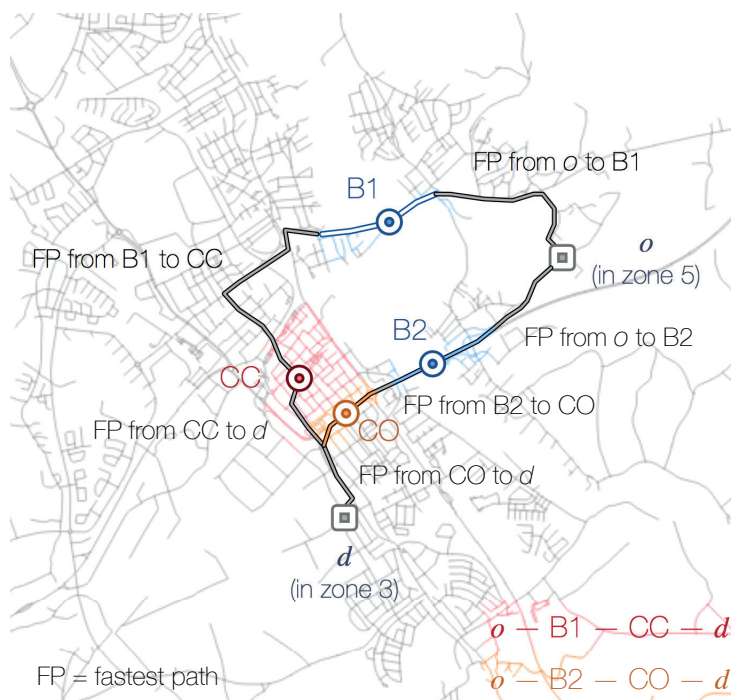 FP from o to B1
B1
o
(in zone 5)
FP from B1 to CC
FP from o to B2
B2
CC
FP from B2 to CO
CO
FP from CC to d
FP from CO to d
d
(in zone 3)
o – B1 – CC – d
FP = fastest path
o – B2 – CO – d